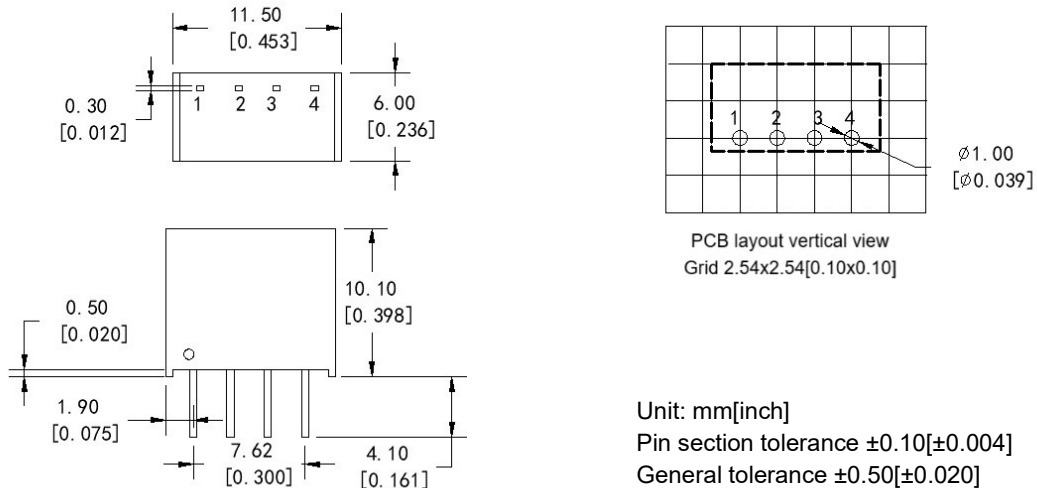 11.50
[0.453]
0.30
[0.012]
1 2 3 4
6.00
[0.236]
1 2 3 4
Ø1.00
[Ø0.039]
PCB layout vertical view
Grid 2.54x2.54[0.10x0.10]
0.50
[0.020]
10.10
[0.398]
1.90
[0.075]
7.62
[0.300]
4.10
[0.161]
Unit: mm[inch]
Pin section tolerance ±0.10[±0.004]
General tolerance ±0.50[±0.020]